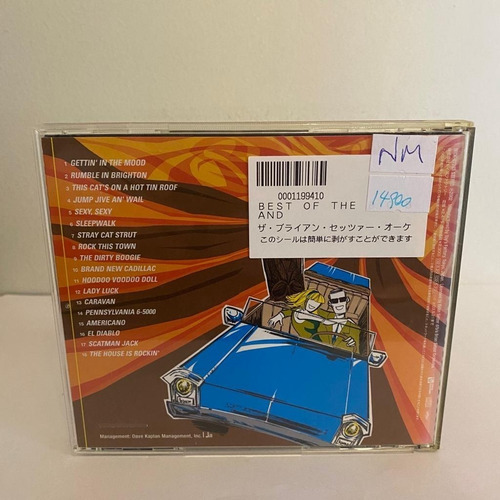 1 GETTIN' IN THE MOOD
2 RUMBLE IN BRIGHTON
3 THIS CAT'S ON A HOT TIN ROOF
4 JUMP JIVE AN' WAIL
5 SEXY, SEXY
6 SLEEPWALK
7 STRAY CAT STRUT
8 ROCK THIS TOWN
9 THE DIRTY BOOGIE
10 BRAND NEW CADILLAC
11 HOODOO VOODOO DOLL
12 LADY LUCK
13 CARAVAN
14 PENNSYLVANIA 6-5000
15 AMERICANO
16 EL DIABLO
17 SCATMAN JACK
18 THE HOUSE IS ROCKIN'
Management: Dave Kaplan Management, Inc.
0001199410
BEST OF THE
AND
ザ・ブライアン・セッツァー・オーケ
このシールは簡単に剥がすことができます
NM
14500